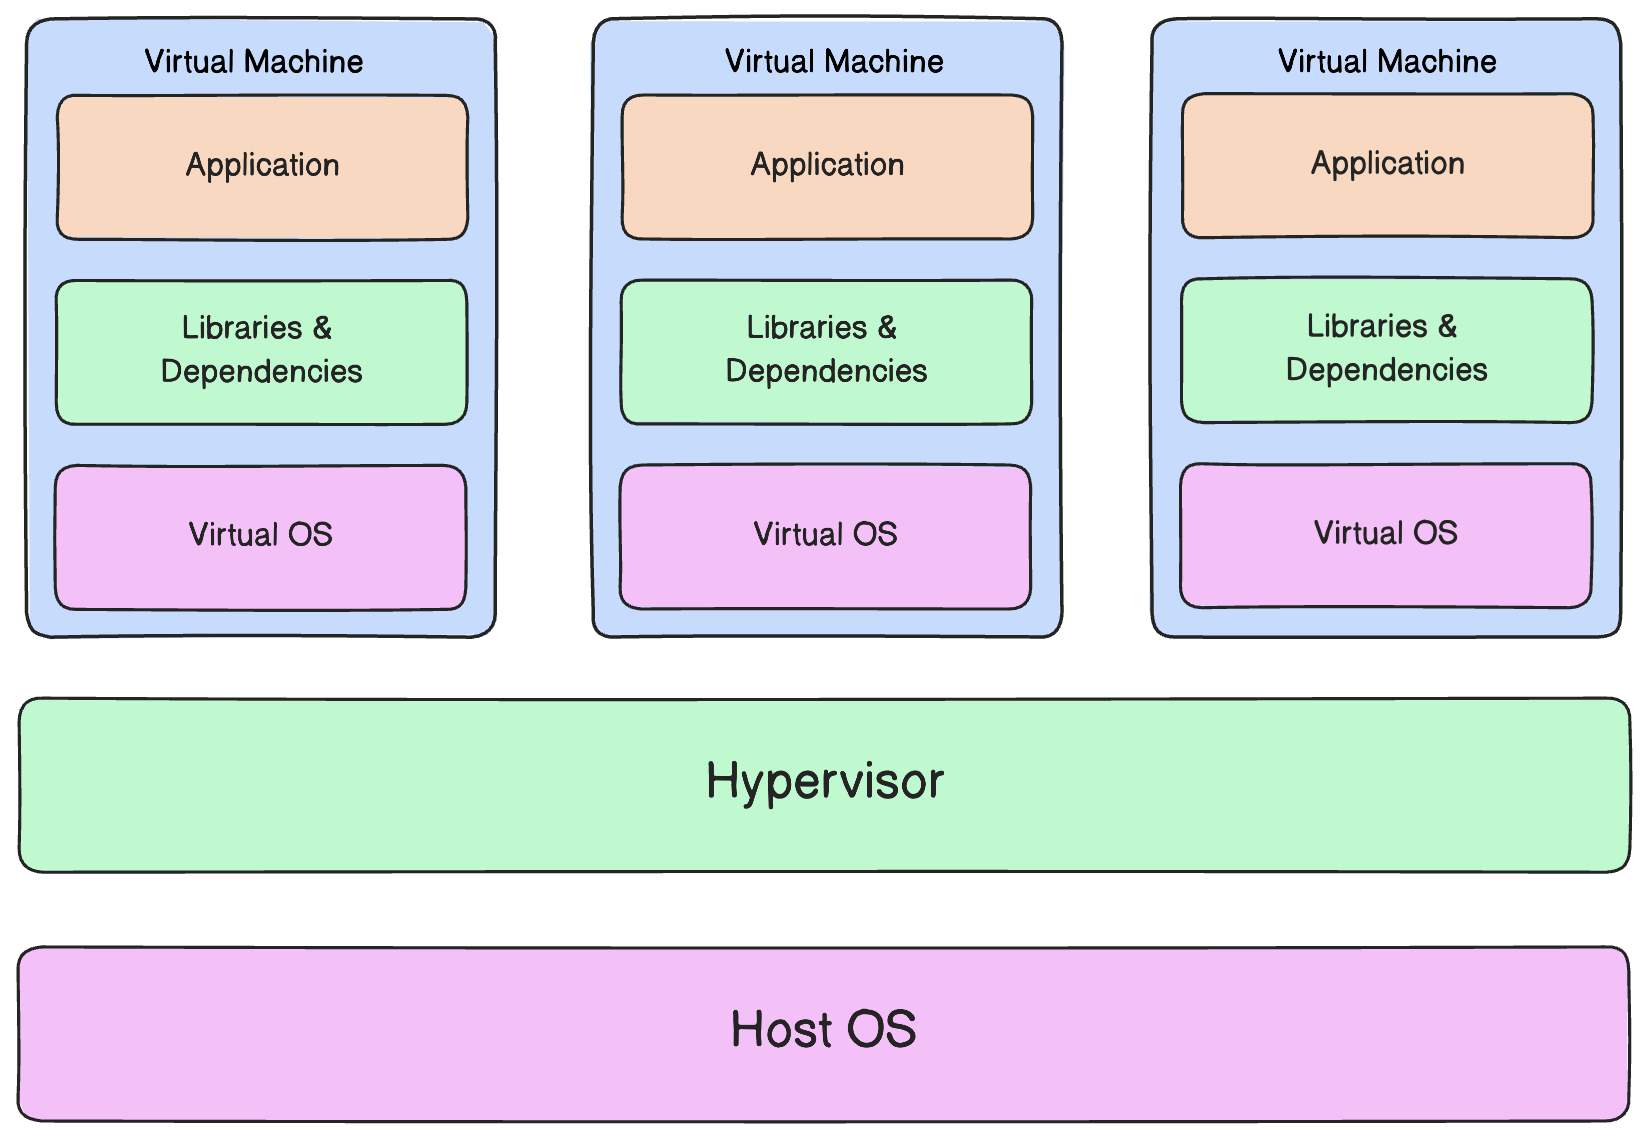 Virtual Machine
Application
Libraries &
Dependencies
Virtual OS
Virtual Machine
Application
Libraries &
Dependencies
Virtual OS
Virtual Machine
Application
Libraries &
Dependencies
Virtual OS
Hypervisor
Host OS